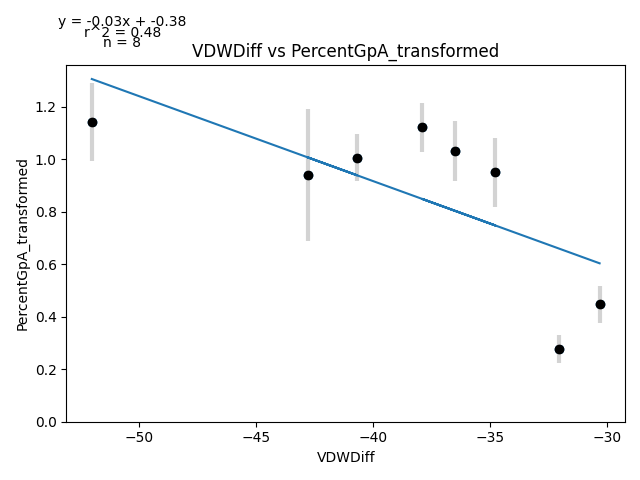 y = -0.03x + -0.38
r^2 = 0.48
n = 8
VDWDiff vs PercentGpA_transformed
PercentGpA_transformed
1.2
1.0
0.8
0.6
0.4
0.2
0.0
−50
−45
−40
−35
−30
VDWDiff